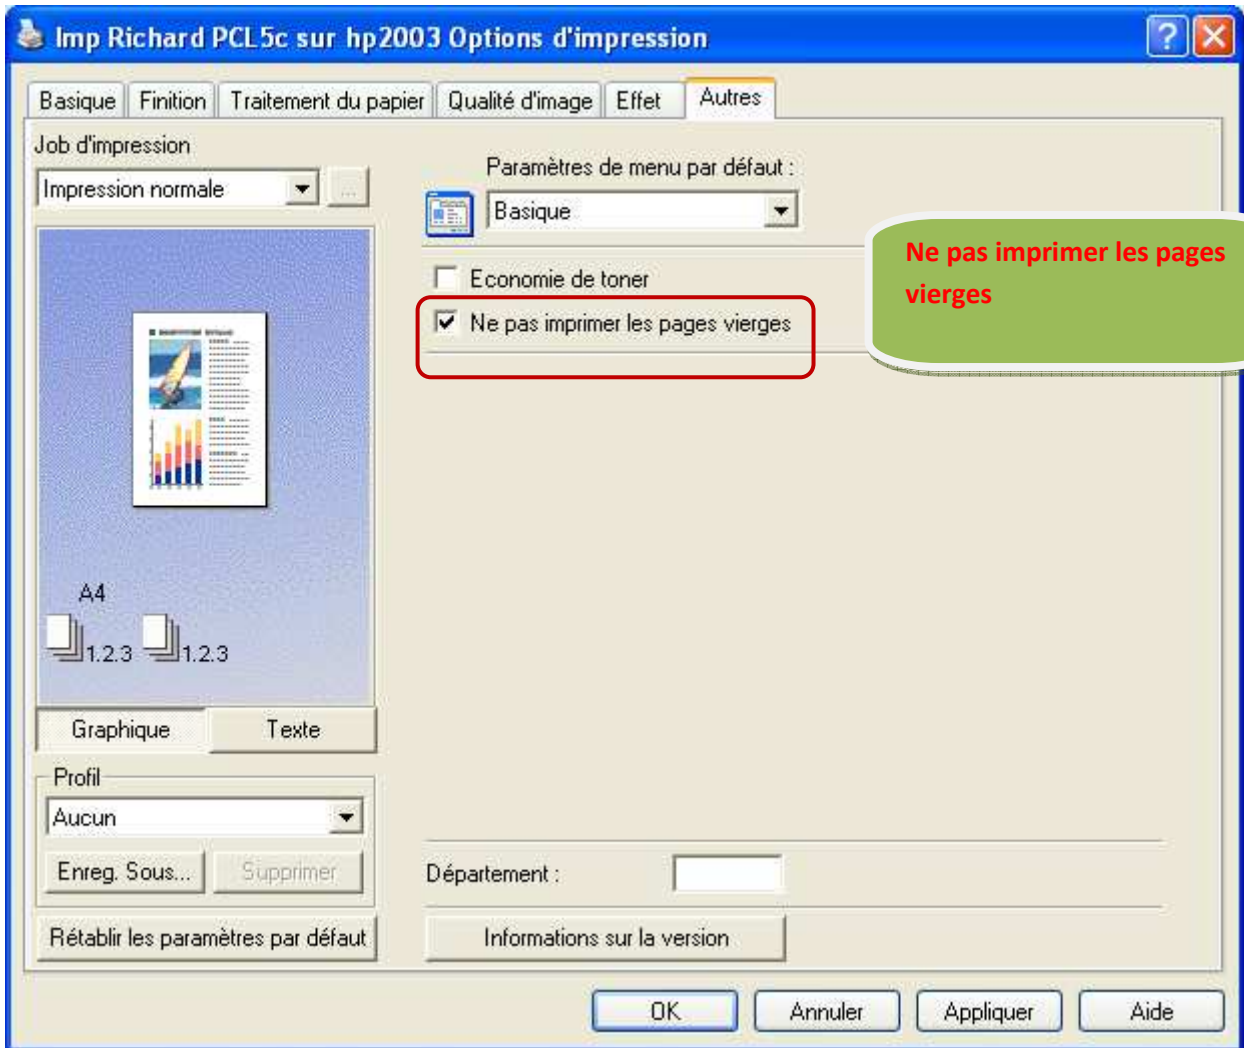 Imp Richard PCL5c sur hp2003 Options d'impression
Basique Finition Traitement du papier Qualité d'image Effet Autres
Job d'impression
Impression normale
...
Paramètres de menu par défaut :
Basique
Economie de toner
Ne pas imprimer les pages vierges
Ne pas imprimer les pages
vierges
A4
1.2.3 1.2.3
Graphique Texte
Profil
Aucun
Enreg. Sous... Supprimer
Rétablir les paramètres par défaut
Département :
Informations sur la version
OK Annuler Appliquer Aide